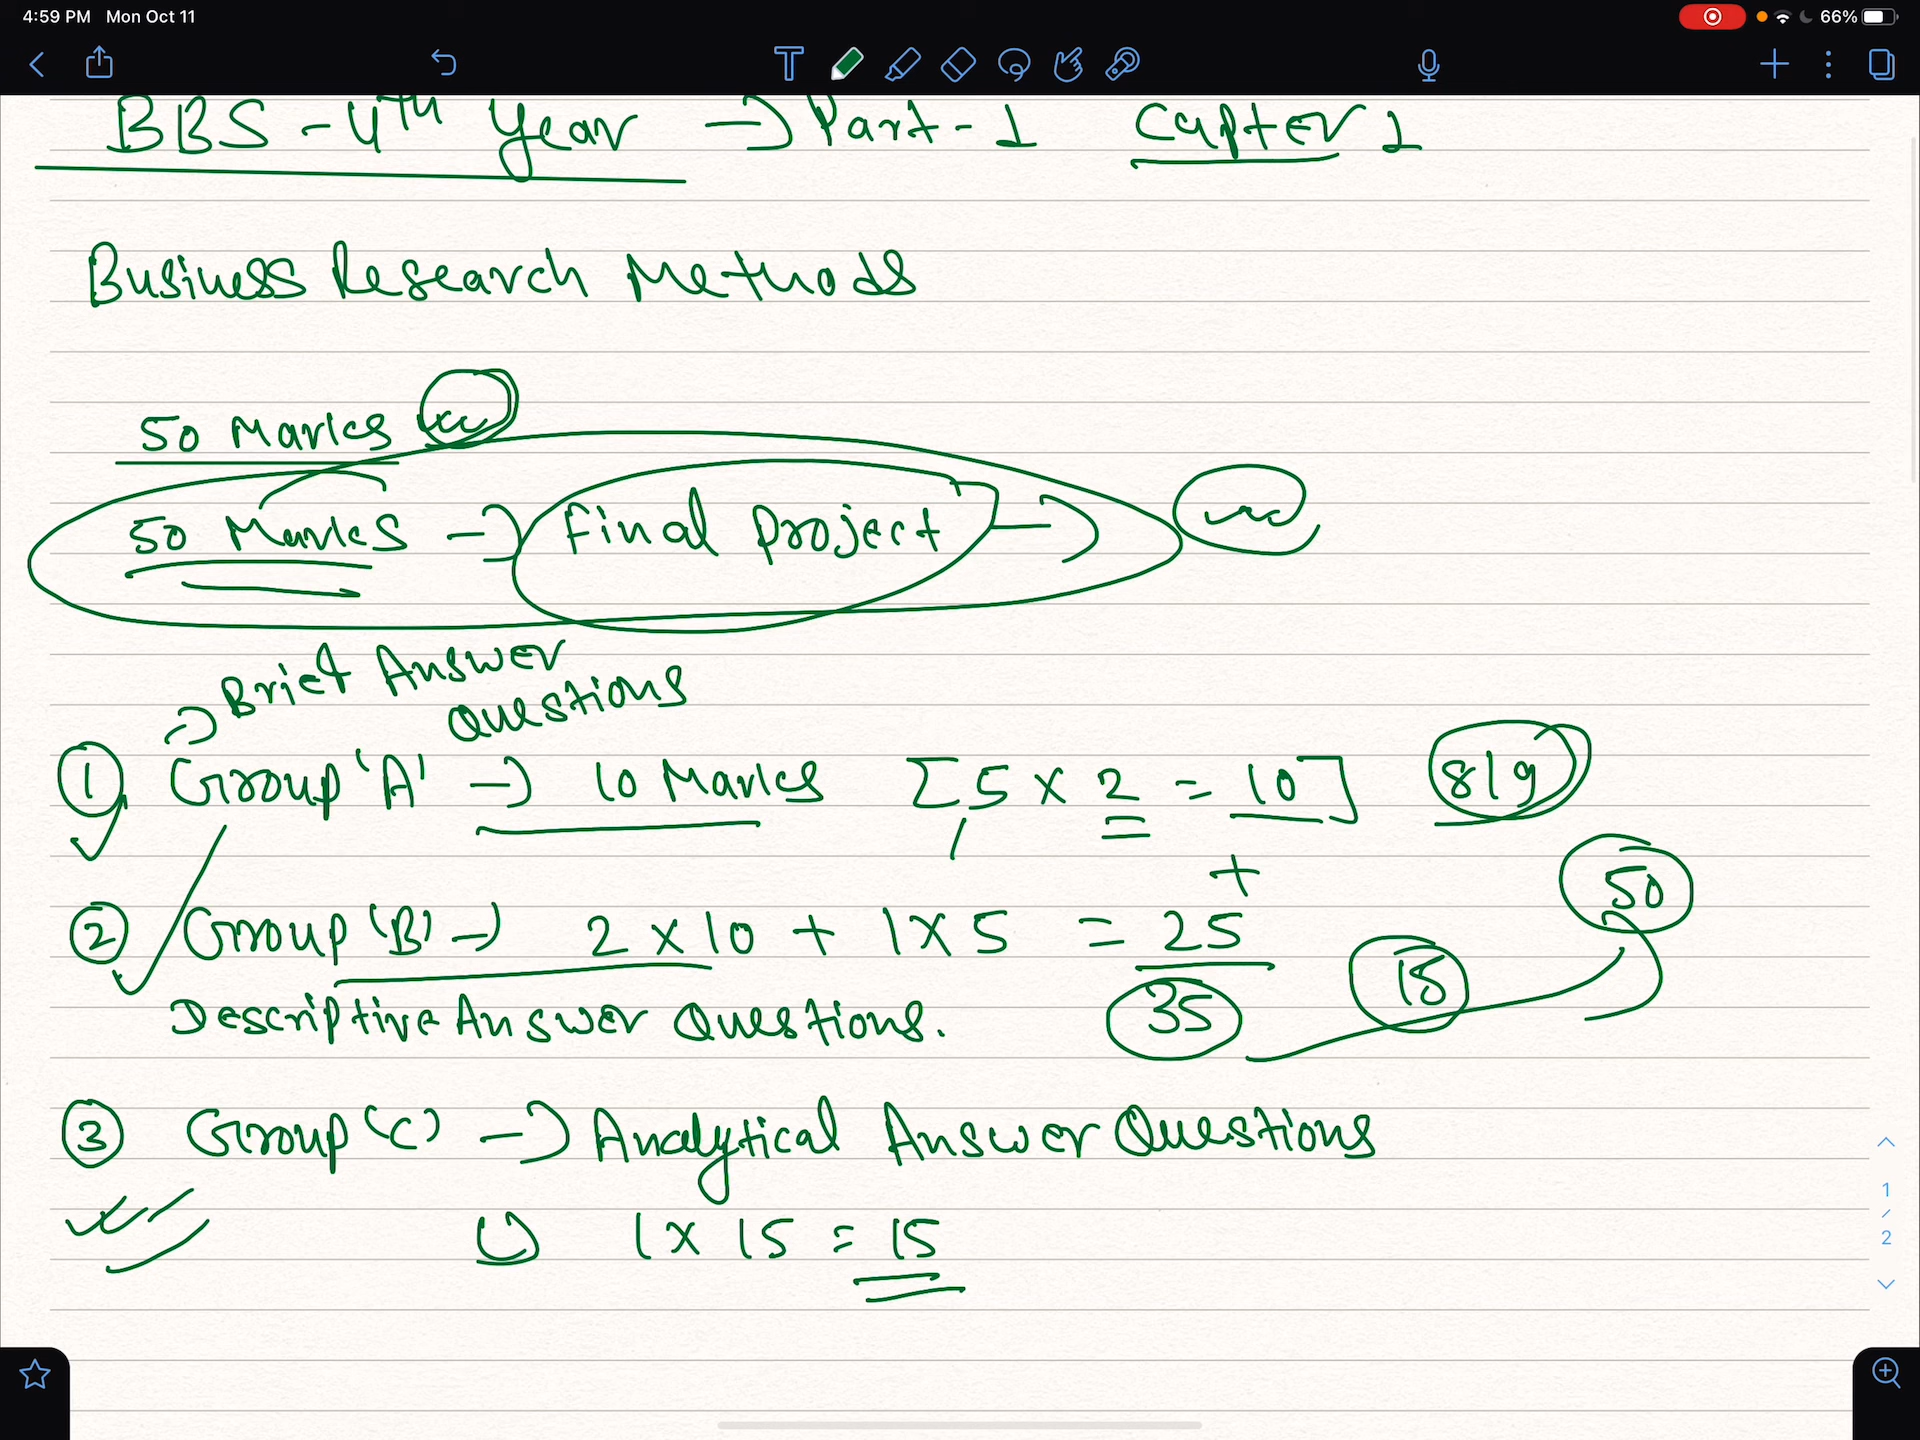 4:59 PM Mon Oct 11 66%
BBS - 4th Year → Part - 1 Capter 1
Business Research Methods
50 Marks
50 Marks → Final Project →
→ Brief Answer
Questions
① Group 'A' → 10 Marks [5 × 2 = 10] 8/9
+
50
② Group 'B' → 2 × 10 + 1 × 5 = 25
15
Descriptive Answer Questions. 35
③ Group 'C' → Analytical Answer Questions
1 × 15 = 15
1
2